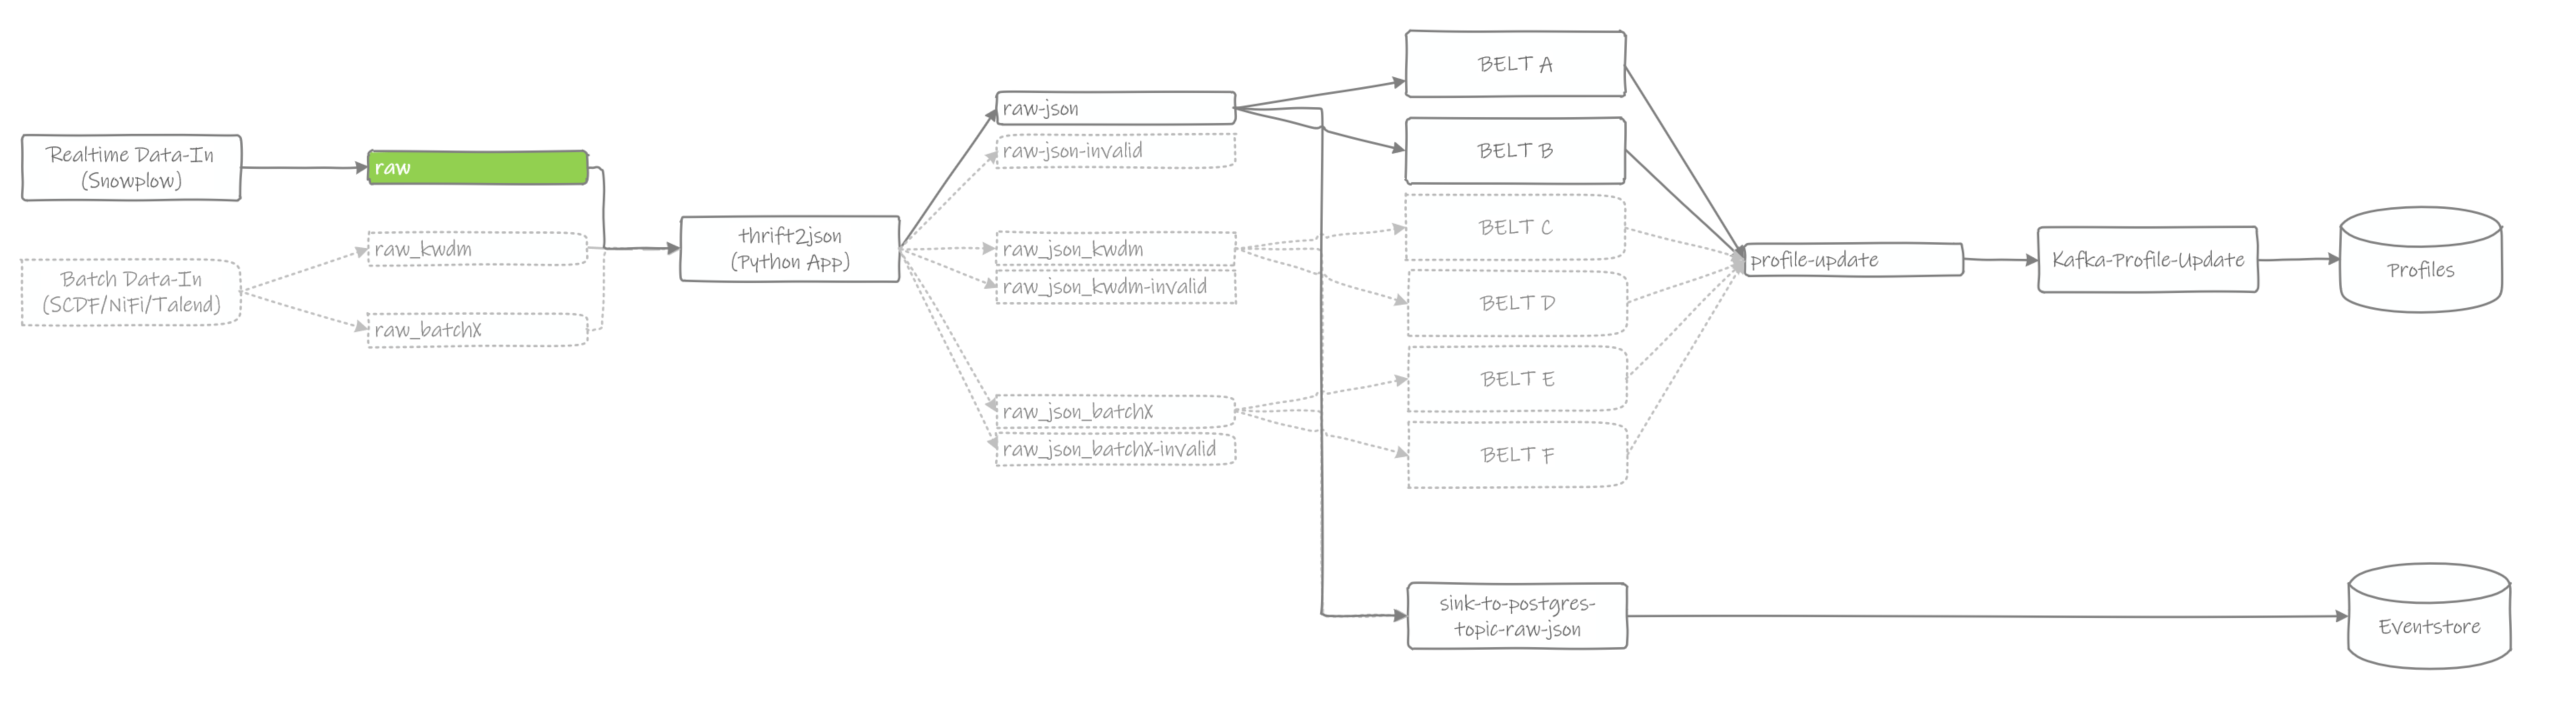 Realtime Data-In
(Snowplow)
Batch Data-In
(SCDF/NiFi/Talend)
raw
raw_kwdm
raw_batchX
thrift2json
(Python App)
raw-json
raw-json-invalid
raw_json_kwdm
raw_json_kwdm-invalid
raw_json_batchX
raw_json_batchX-invalid
BELT A
BELT B
BELT C
BELT D
BELT E
BELT F
sink-to-postgres-
topic-raw-json
profile-update
Kafka-Profile-Update
Profiles
Eventstore